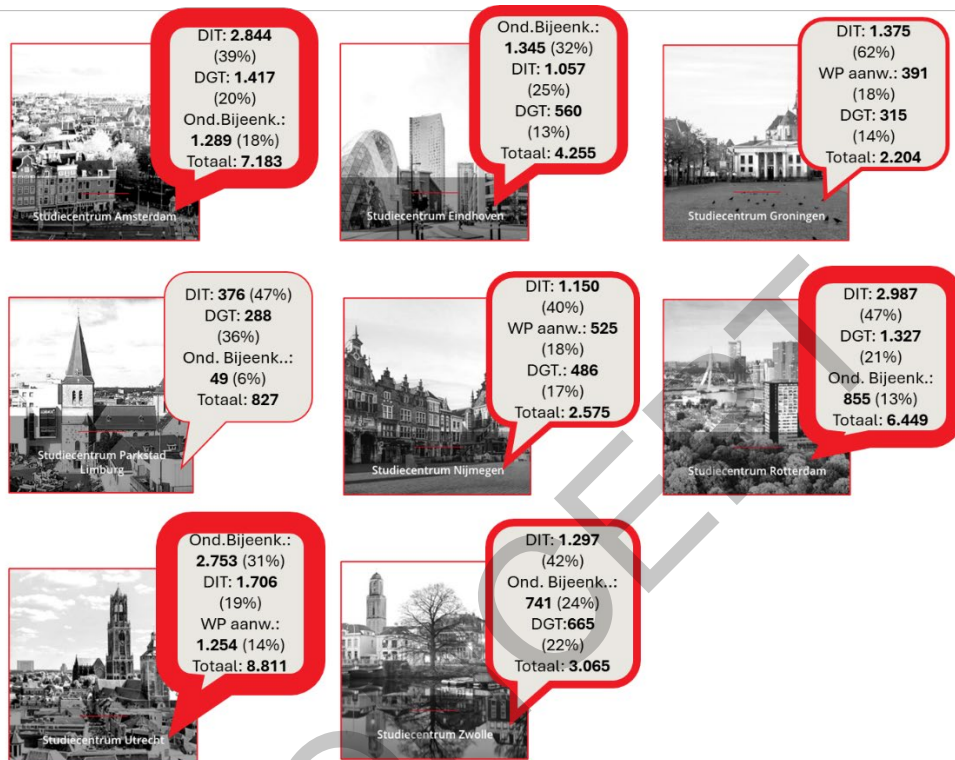 DIT: 2.844
(39%)
DGT: 1.417
(20%)
Ond.Bijeenk.:
1.289 (18%)
Totaal: 7.183
Studiecentrum Amsterdam
Ond.Bijeenk.:
1.345 (32%)
DIT: 1.057
(25%)
DGT: 560
(13%)
Totaal: 4.255
Studiecentrum Eindhoven
DIT: 1.375
(62%)
WP aanw.: 391
(18%)
DGT: 315
(14%)
Totaal: 2.204
Studiecentrum Groningen
DIT: 376 (47%)
DGT: 288
(36%)
Ond. Bijeenk..:
49 (6%)
Totaal: 827
Studiecentrum Parkstad
Limburg
DIT: 1.150
(40%)
WP aanw.: 525
(18%)
DGT.: 486
(17%)
Totaal: 2.575
Studiecentrum Nijmegen
DIT: 2.987
(47%)
DGT: 1.327
(21%)
Ond. Bijeenk.:
855 (13%)
Totaal: 6.449
Studiecentrum Rotterdam
Ond.Bijeenk.:
2.753 (31%)
DIT: 1.706
(19%)
WP aanw.:
1.254 (14%)
Totaal: 8.811
Studiecentrum Utrecht
DIT: 1.297
(42%)
Ond. Bijeenk..:
741 (24%)
DGT:665
(22%)
Totaal: 3.065
Studiecentrum Zwolle